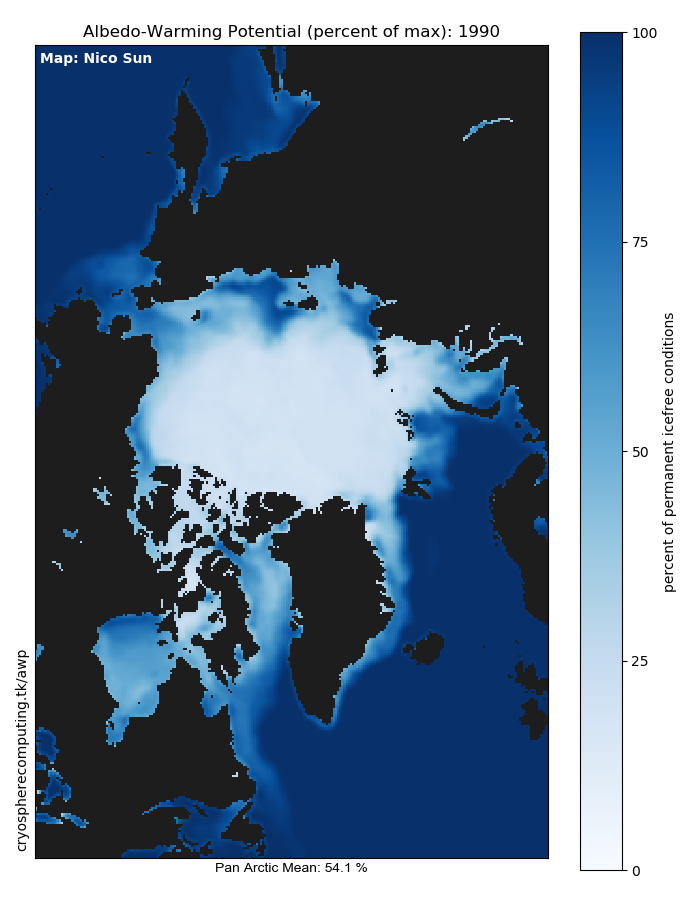 Albedo-Warming Potential (percent of max): 1990
Map: Nico Sun
100
75
50
25
0
percent of permanent icefree conditions
cryospherecomputing.tk/awp
Pan Arctic Mean: 54.1 %